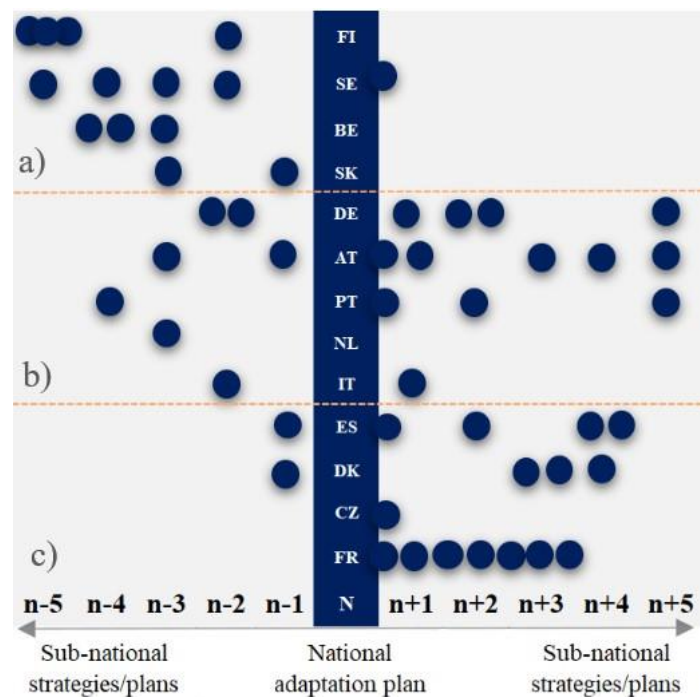 FI
SE
BE
a)
SK
DE
AT
PT
NL
b)
IT
ES
DK
CZ
c)
FR
n-5 n-4 n-3 n-2 n-1 N n+1 n+2 n+3 n+4 n+5
Sub-national National Sub-national
strategies/plans adaptation plan strategies/plans